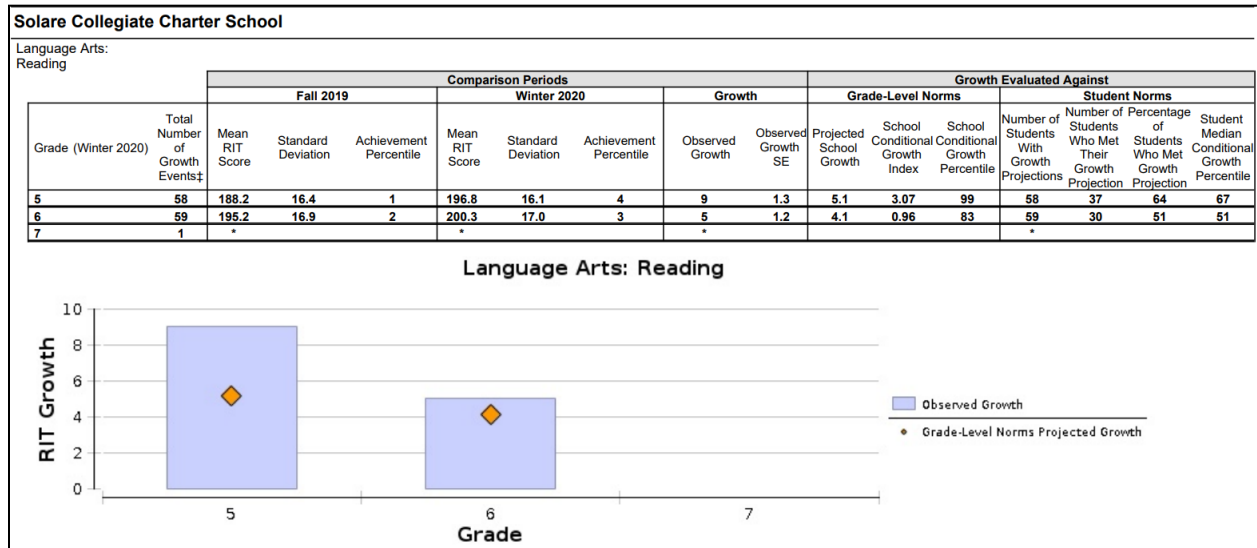 Solare Collegiate Charter School
Language Arts:
Reading
Comparison Periods Growth Evaluated Against
Fall 2019 Winter 2020 Growth Grade-Level Norms Student Norms
Grade (Winter 2020)
Total
Number
of
Growth
Events‡
Mean
RIT
Score
Standard
Deviation
Achievement
Percentile
Mean
RIT
Score
Standard
Deviation
Achievement
Percentile
Observed
Growth
Observed
Growth
SE
Projected
School
Growth
School
Conditional
Growth
Index
School
Conditional
Growth
Percentile
Number of
Students
With
Growth
Projections
Number of
Students
Who Met
Their
Growth
Projection
Percentage
of
Students
Who Met
Growth
Projection
Student
Median
Conditional
Growth
Percentile
5 58 188.2 16.4 1 196.8 16.1 4 9 1.3 5.1 3.07 99 58 37 64 67
6 59 195.2 16.9 2 200.3 17.0 3 5 1.2 4.1 0.96 83 59 30 51 51
7 1 * * * *
Language Arts: Reading
RIT Growth
10
8
6
4
2
0
5 6 7
Grade
Observed Growth
Grade-Level Norms Projected Growth